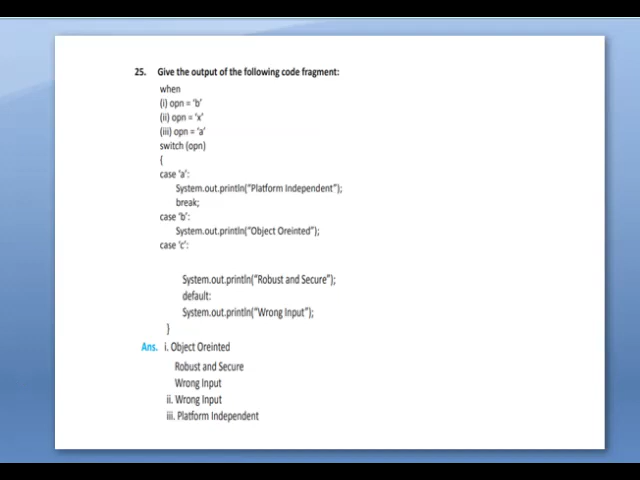 25. Give the output of the following code fragment:
when
(i) opn = 'b'
(ii) opn = 'x'
(iii) opn = 'a'
switch (opn)
{
case 'a':
System.out.println("Platform Independent");
break;
case 'b':
System.out.println("Object Oreinted");
case 'c':
System.out.println("Robust and Secure");
default:
System.out.println("Wrong Input");
}
Ans. i. Object Oreinted
Robust and Secure
Wrong Input
ii. Wrong Input
iii. Platform Independent